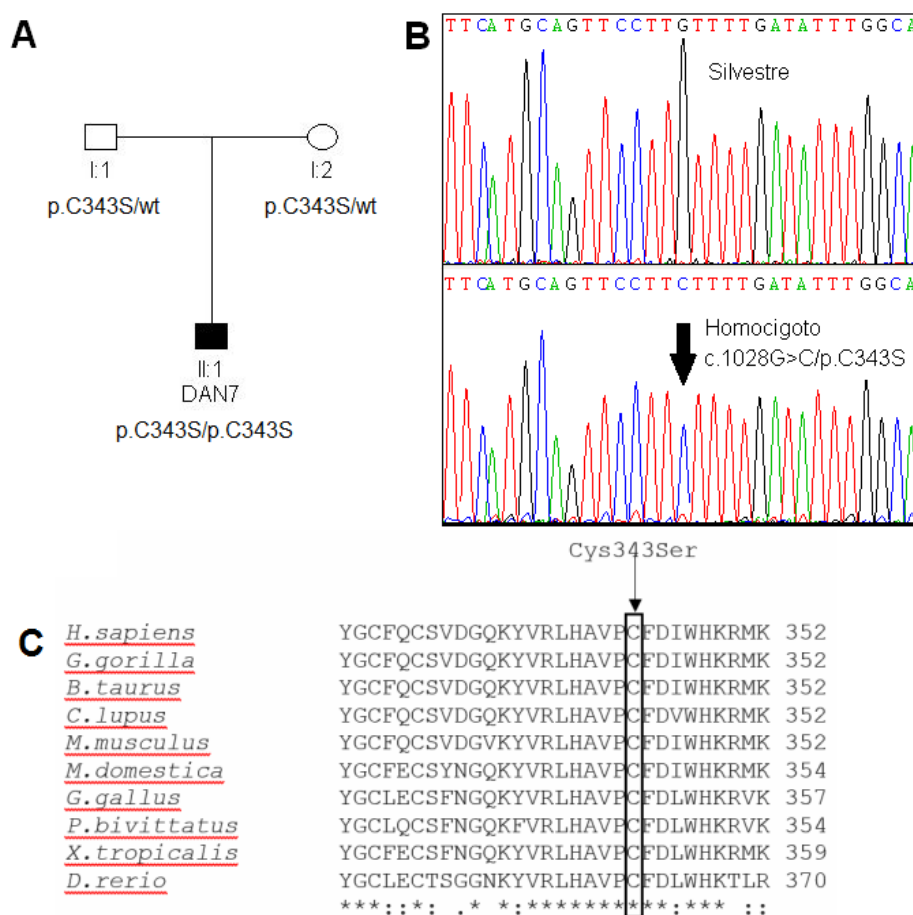 A
B
TTCATGCAGTTCCTTGTTTTGATATTTGGCA
Silvestre
I:1
I:2
p.C343S/wt
p.C343S/wt
TTCATGCAGTTCCTTCTTTTGATATTTGGCA
Homocigoto
c.1028G>C/p.C343S
II:1
DAN7
p.C343S/p.C343S
Cys343Ser
C
H.sapiens YGCFQCSVDGQKYVRLHAVPCFDIWHKRMK 352
G.gorilla YGCFQCSVDGQKYVRLHAVPCFDIWHKRMK 352
B.taurus YGCFQCSVDGQKYVRLHAVPCFDIWHKRMK 352
C.lupus YGCFQCSVDGQKYVRLHAVPCFDVWHKRMK 352
M.musculus YGCFQCSVDGVKYVRLHAVPCFDIWHKRMK 352
M.domestica YGCFECSYNGQKYVRLHAVPCFDIWHKRMK 354
G.gallus YGCLECSFNGQKYVRLHAVPCFDLWHKRVK 357
P.bivittatus YGCLQCSFNGQKFVRLHAVPCFDLWHKRVK 354
X.tropicalis YGCFECSFNGQKYVRLHAVPCFDLWHKRMK 359
D.rerio YGCLECTSGGNKYVRLHAVPCFDLWHKTLR 370
***::*: .* *:**********:*** ::